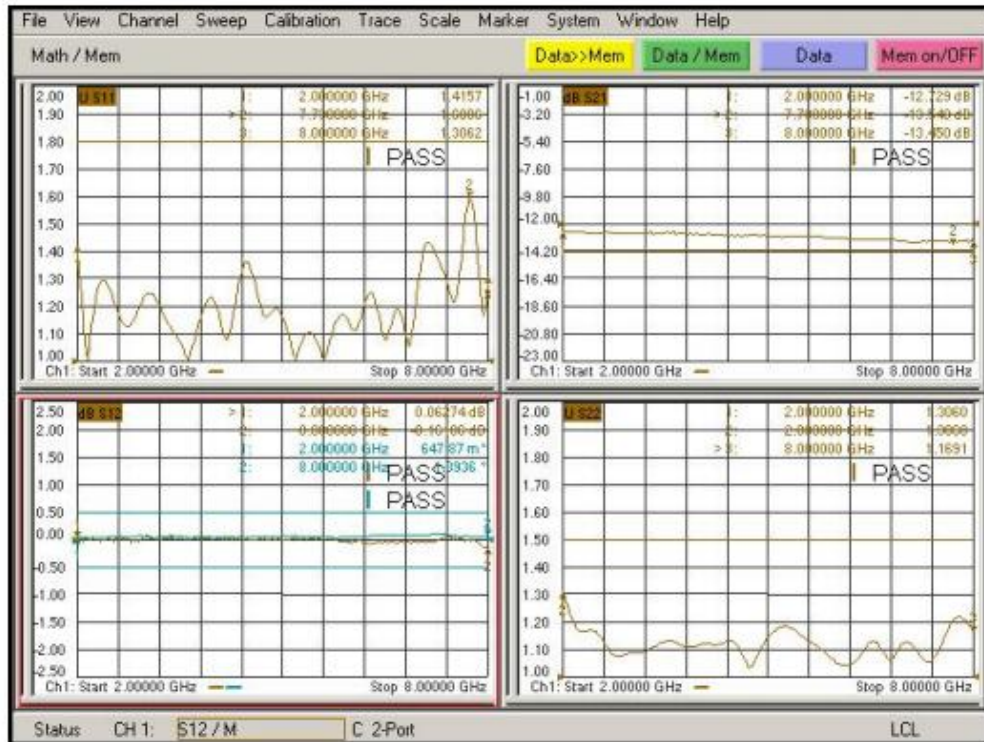 File View Channel Sweep Calibration Trace Scale Marker System Window Help
Math / Mem Data>>Mem Data / Mem Data Mem on/OFF
2.00 U S11 1: 2.000000 GHz 1.4157
1.90 > 2:
1.80 3: 8.000000 GHz 1.3062
PASS
1.70
1.60 2
1.50
1.40
1.30
1.20
1.10
1.00
Ch1: Start 2.00000 GHz Stop 8.00000 GHz
-1.00 dB S21 1: 2.000000 GHz -12.729 dB
-3.20 > 2:
-5.40 3: 8.000000 GHz -13.450 dB
PASS
-7.60
-9.80
-12.00 2
-14.20
-16.40
-18.60
-20.80
-23.00
Ch1: Start 2.00000 GHz Stop 8.00000 GHz
2.50 dB S12 > 1: 2.000000 GHz 0.06274 dB
2.00 2:
1.50 1: 2.000000 GHz 647.87 m°
1.00 2: 8.000000 GHz
PASS
0.50 PASS
0.00
-0.50
-1.00
-1.50
-2.00
-2.50
Ch1: Start 2.00000 GHz Stop 8.00000 GHz
2.00 U S22 1: 2.000000 GHz 1.3060
1.90 2:
1.80 > 3: 8.000000 GHz 1.1691
PASS
1.70
1.60
1.50
1.40
1.30
1.20
1.10
1.00
Ch1: Start 2.00000 GHz Stop 8.00000 GHz
Status CH 1: S12 / M C 2-Port LCL